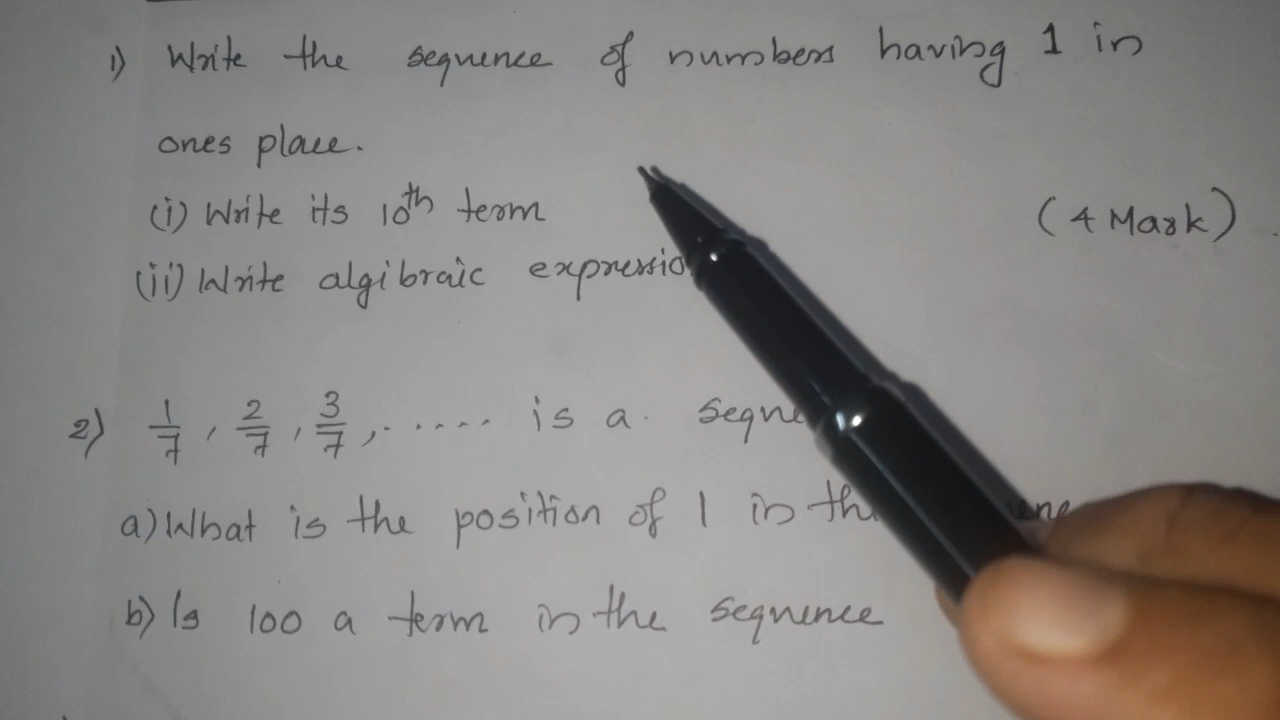 1) Write the sequence of numbers having 1 in
ones place.
(i) Write its 10th term
(4 Mark)
(ii) Write algibraic
2) 1/7, 2/7, 3/7, ..... is a
a) What is the position of 1 in
b) Is 100 a term in the sequence